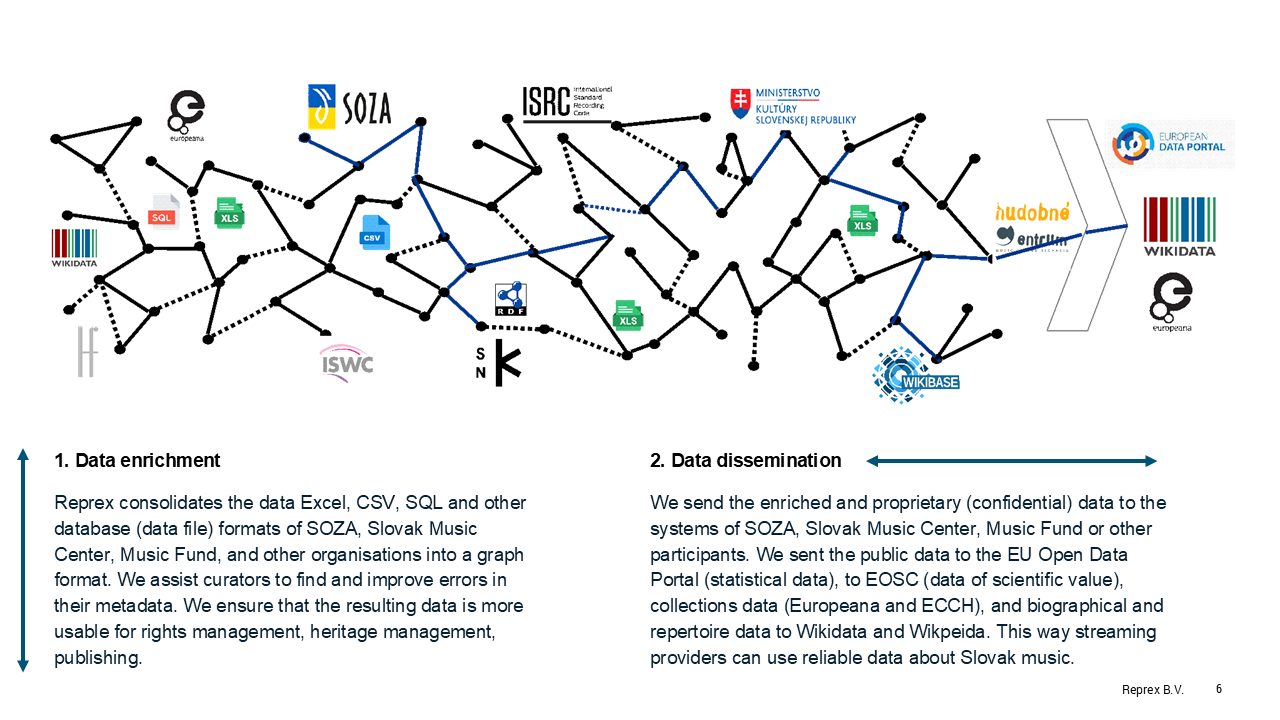 europeana
SOZA
ISRC
International
Standard
Recording
Code
MINISTERSTVO
KULTÚRY
SLOVENSKEJ REPUBLIKY
EUROPEAN
DATA PORTAL
SQL
XLS
CSV
XLS
hudobné
centrum
WIKIDATA
WIKIDATA
RDF
XLS
europeana
hf
ISWC
S
N
K
WIKIBASE
1. Data enrichment
Reprex consolidates the data Excel, CSV, SQL and other
database (data file) formats of SOZA, Slovak Music
Center, Music Fund, and other organisations into a graph
format. We assist curators to find and improve errors in
their metadata. We ensure that the resulting data is more
usable for rights management, heritage management,
publishing.
2. Data dissemination
We send the enriched and proprietary (confidential) data to the
systems of SOZA, Slovak Music Center, Music Fund or other
participants. We sent the public data to the EU Open Data
Portal (statistical data), to EOSC (data of scientific value),
collections data (Europeana and ECCH), and biographical and
repertoire data to Wikidata and Wikpeida. This way streaming
providers can use reliable data about Slovak music.
Reprex B.V.
6